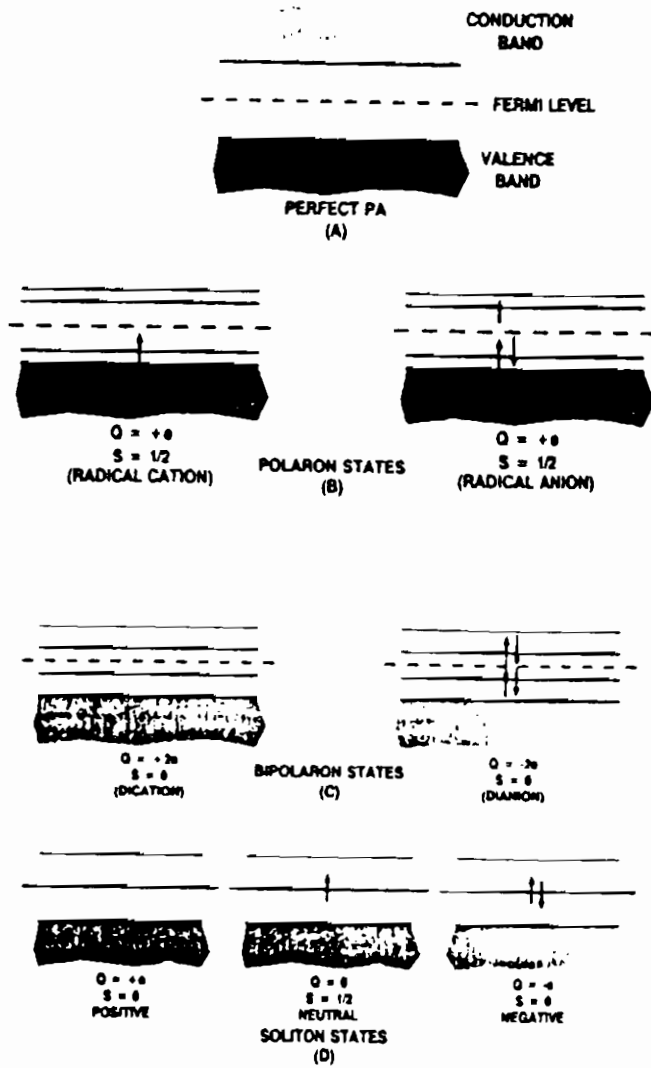 CONDUCTION
BAND
FERMI LEVEL
VALENCE
BAND
PERFECT PA
(A)
Q = +e
S = 1/2
(RADICAL CATION)
POLARON STATES
(B)
Q = +e
S = 1/2
(RADICAL ANION)
Q = +2e
S = 0
(DICATION)
BIPOLARON STATES
(C)
Q = -2e
S = 0
(DIANION)
Q = +e
S = 0
POSITIVE
Q = 0
S = 1/2
NEUTRAL
Q = -e
S = 0
NEGATIVE
SOLITON STATES
(D)